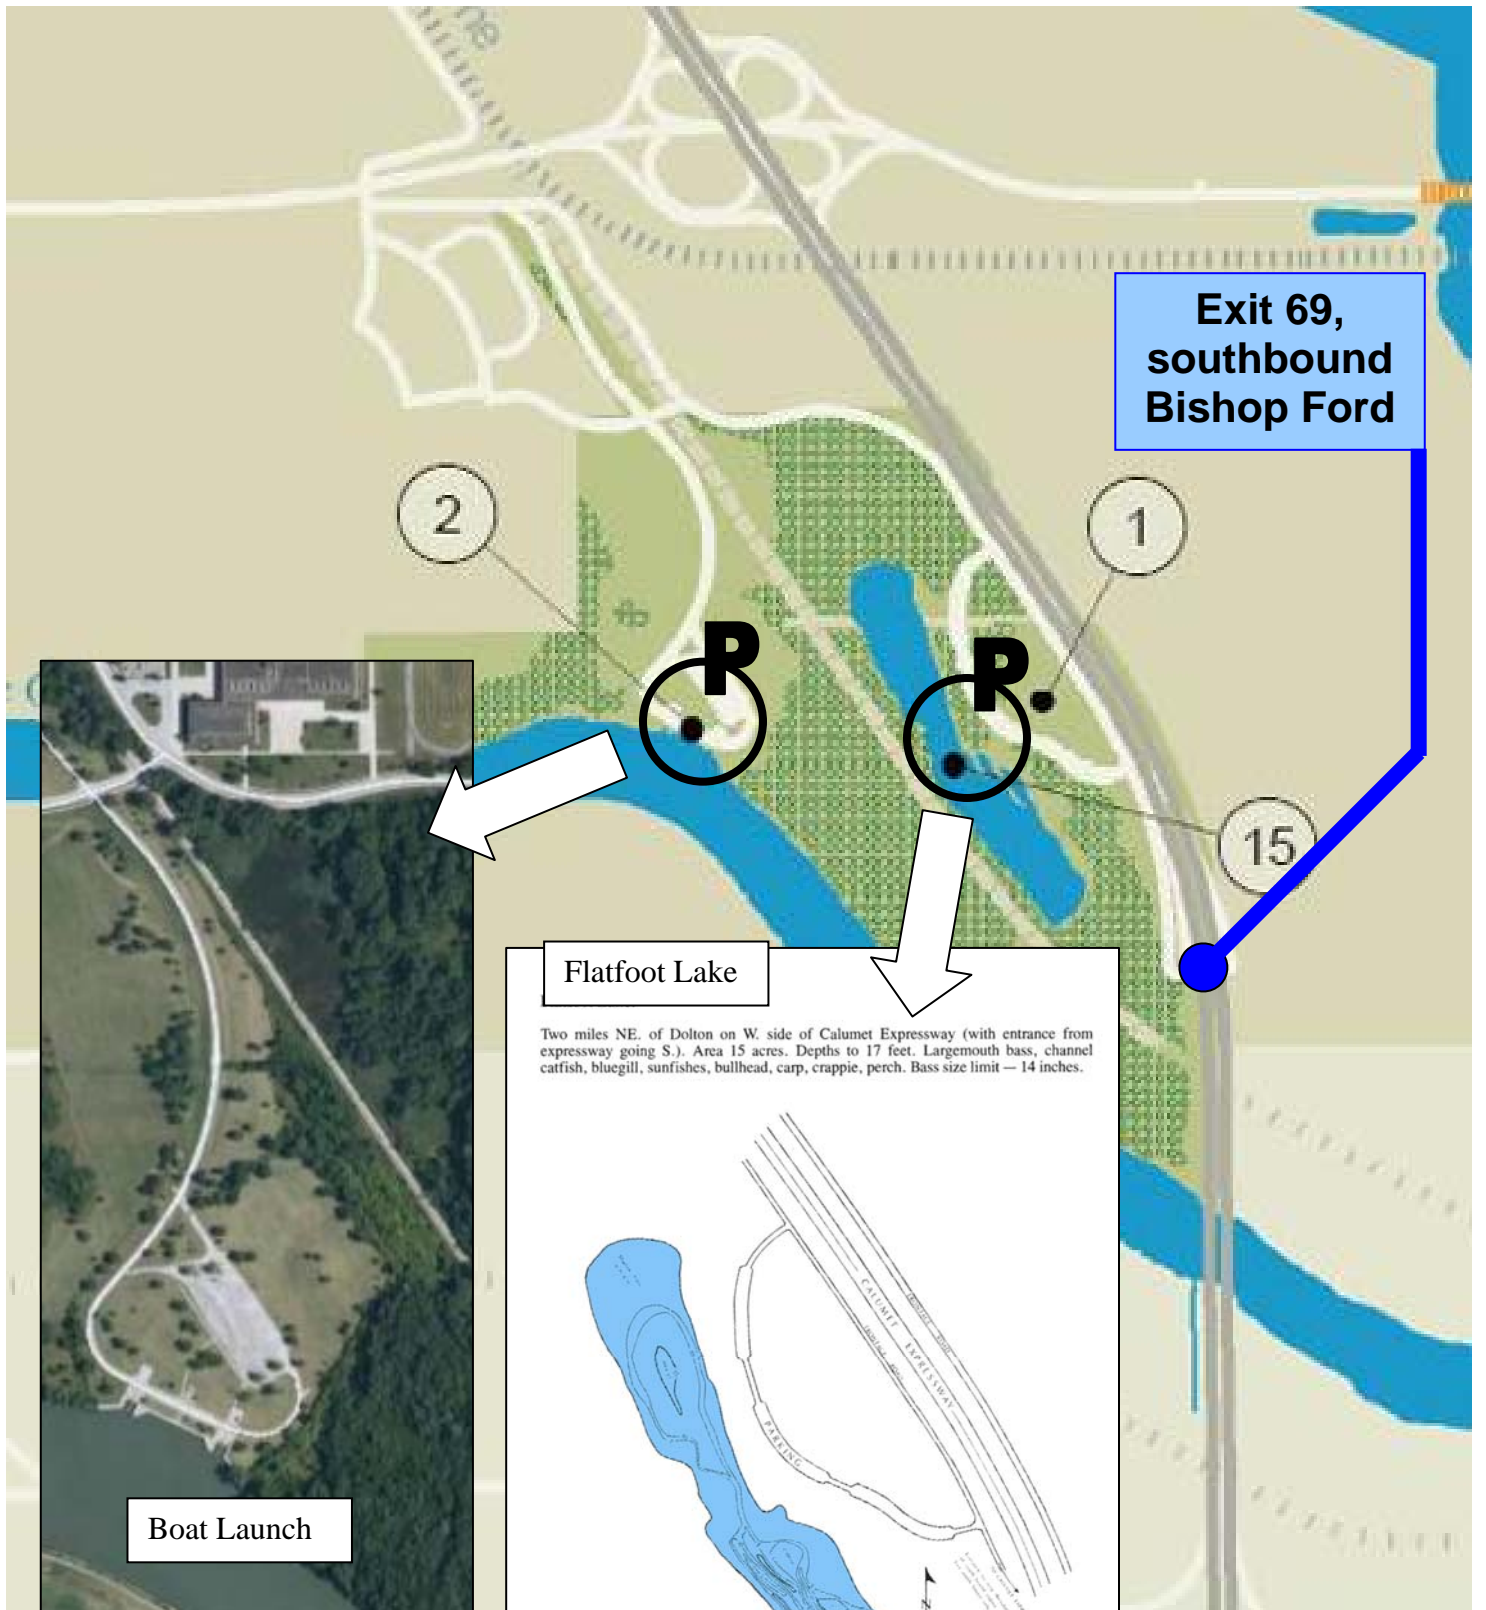 ne
Exit 69,
southbound
Bishop Ford
2
1
P
P
15
Flatfoot Lake
Two miles NE. of Dolton on W. side of Calumet Expressway (with entrance from
expressway going S.). Area 15 acres. Depths to 17 feet. Largemouth bass, channel
catfish, bluegill, sunfishes, bullhead, carp, crappie, perch. Bass size limit — 14 inches.
CALUMET EXPRESSWAY
PARKING
Boat Launch
N